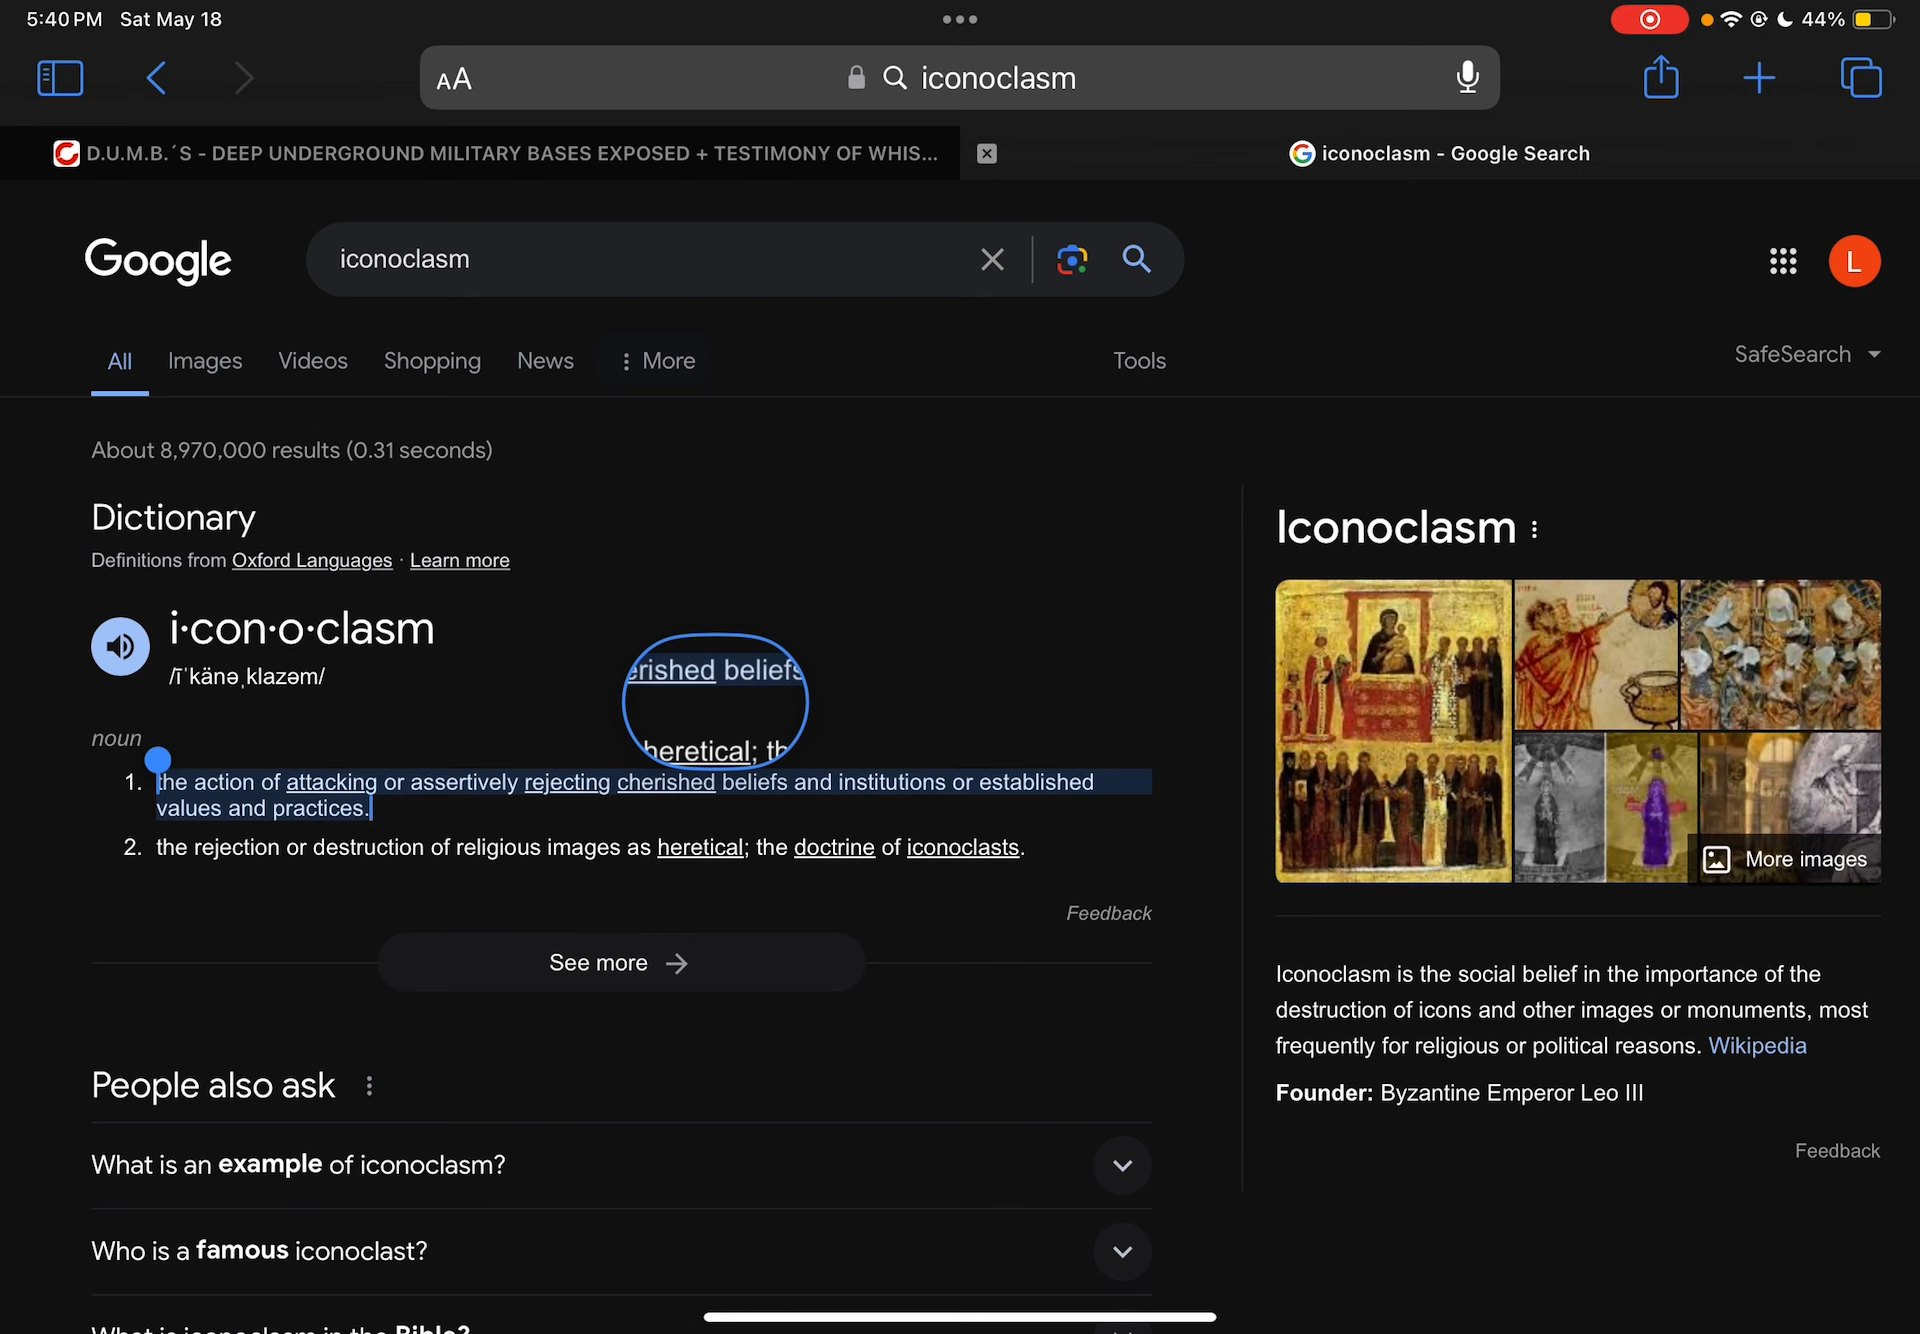 5:40 PM Sat May 18
44%
AA
iconoclasm
D.U.M.B.´S - DEEP UNDERGROUND MILITARY BASES EXPOSED + TESTIMONY OF WHIS...
iconoclasm - Google Search
Google
iconoclasm
L
All Images Videos Shopping News More Tools
SafeSearch
About 8,970,000 results (0.31 seconds)
Dictionary
Definitions from Oxford Languages · Learn more
i·con·o·clasm
/īˈkänəˌklazəm/
erished beliefs
heretical; th
noun
1. the action of attacking or assertively rejecting cherished beliefs and institutions or established
values and practices.
2. the rejection or destruction of religious images as heretical; the doctrine of iconoclasts.
Feedback
See more
People also ask
What is an example of iconoclasm?
Who is a famous iconoclast?
What is iconoclasm in the Bible?
Iconoclasm
More images
Iconoclasm is the social belief in the importance of the
destruction of icons and other images or monuments, most
frequently for religious or political reasons. Wikipedia
Founder: Byzantine Emperor Leo III
Feedback